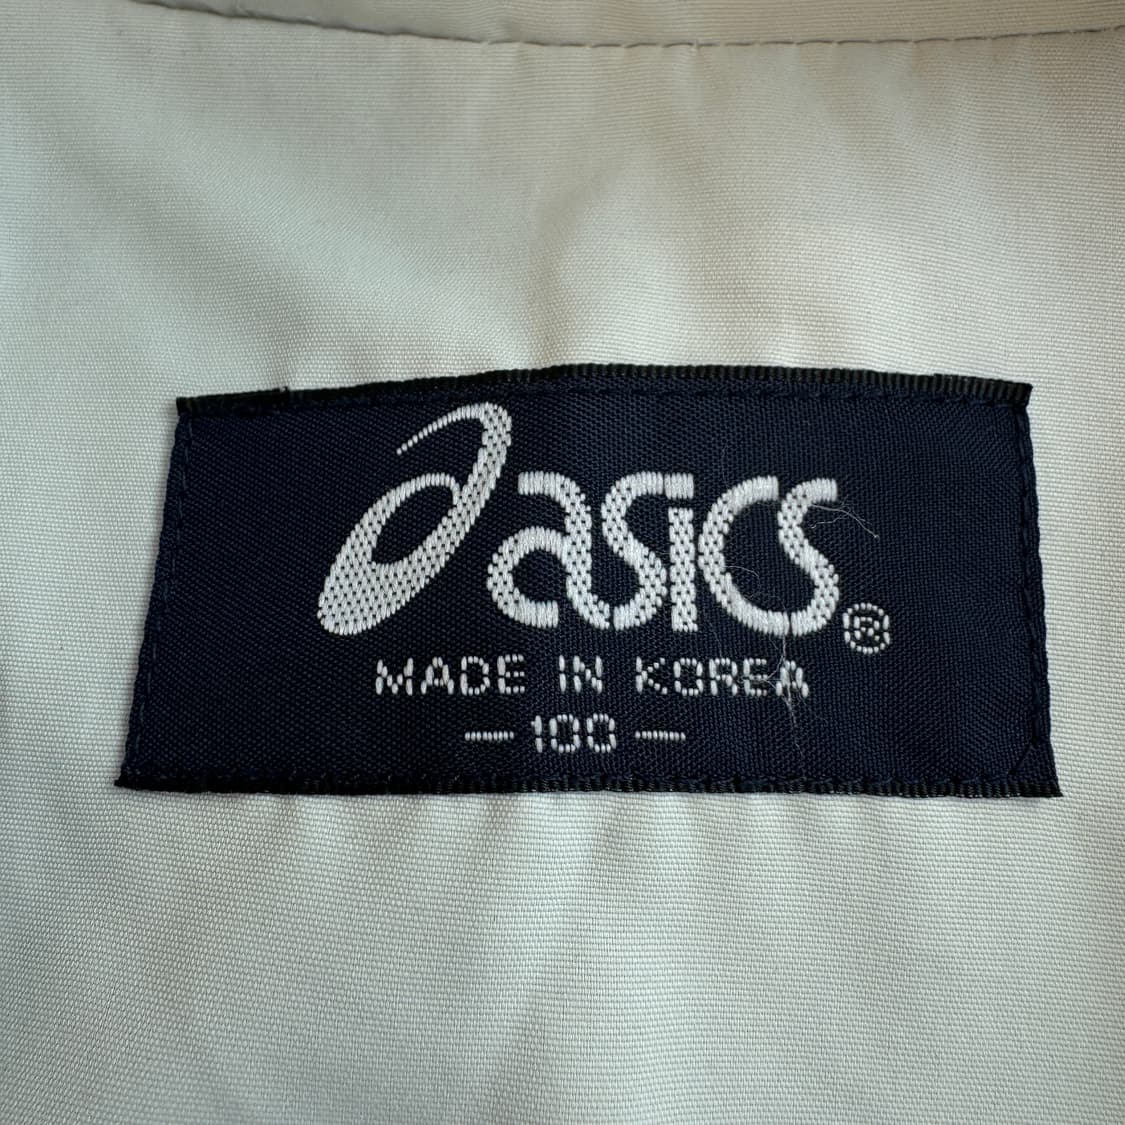 asics®
MADE IN KOREA
—100—